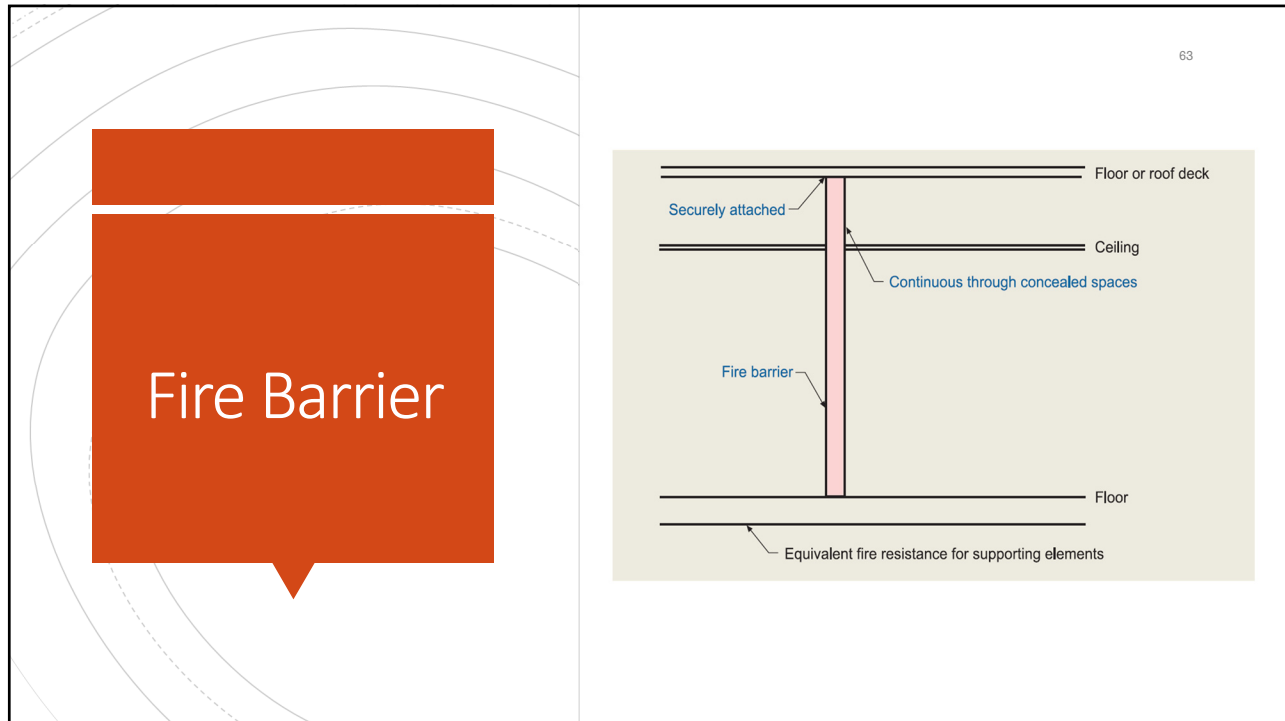 63
Fire Barrier
Floor or roof deck
Securely attached
Ceiling
Continuous through concealed spaces
Fire barrier
Floor
Equivalent fire resistance for supporting elements